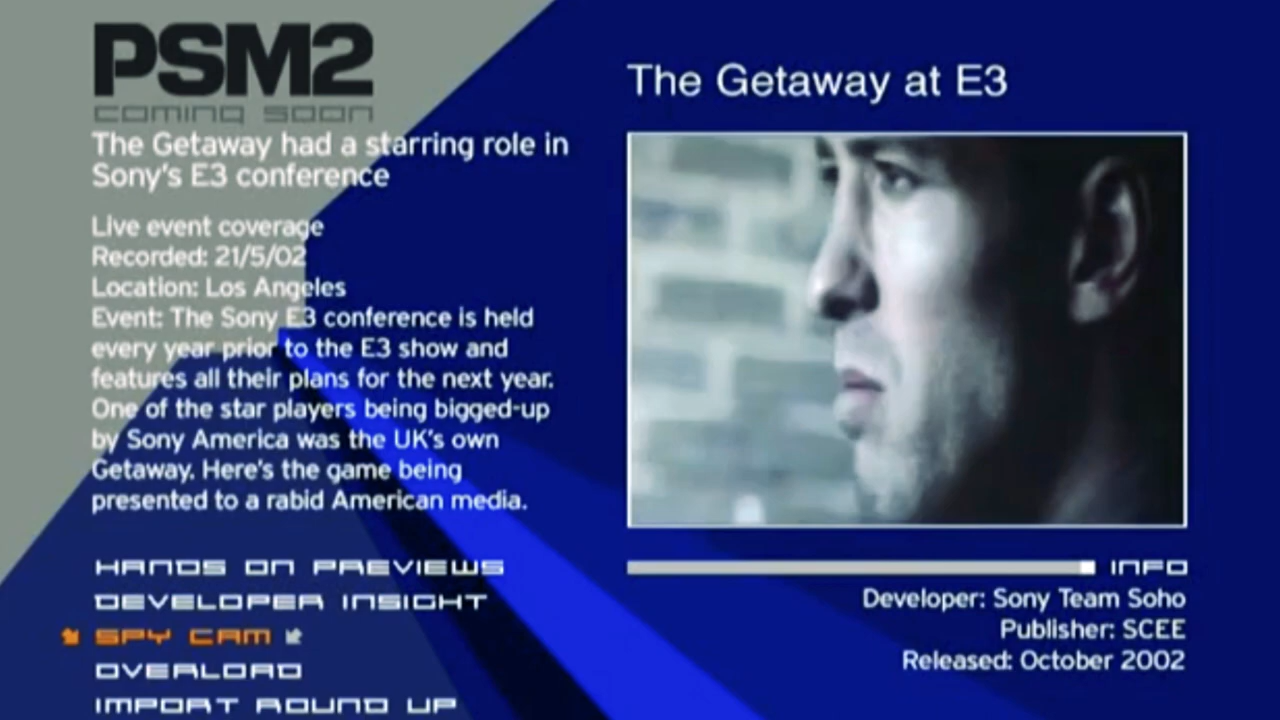 PSM2
COMING SOON
The Getaway had a starring role in
Sony's E3 conference
Live event coverage
Recorded: 21/5/02
Location: Los Angeles
Event: The Sony E3 conference is held
every year prior to the E3 show and
features all their plans for the next year.
One of the star players being bigged-up
by Sony America was the UK's own
Getaway. Here's the game being
presented to a rabid American media.
HANDS ON PREVIEWS
DEVELOPER INSIGHT
SPY CAM
OVERLOAD
IMPORT ROUND UP
The Getaway at E3
INFO
Developer: Sony Team Soho
Publisher: SCEE
Released: October 2002